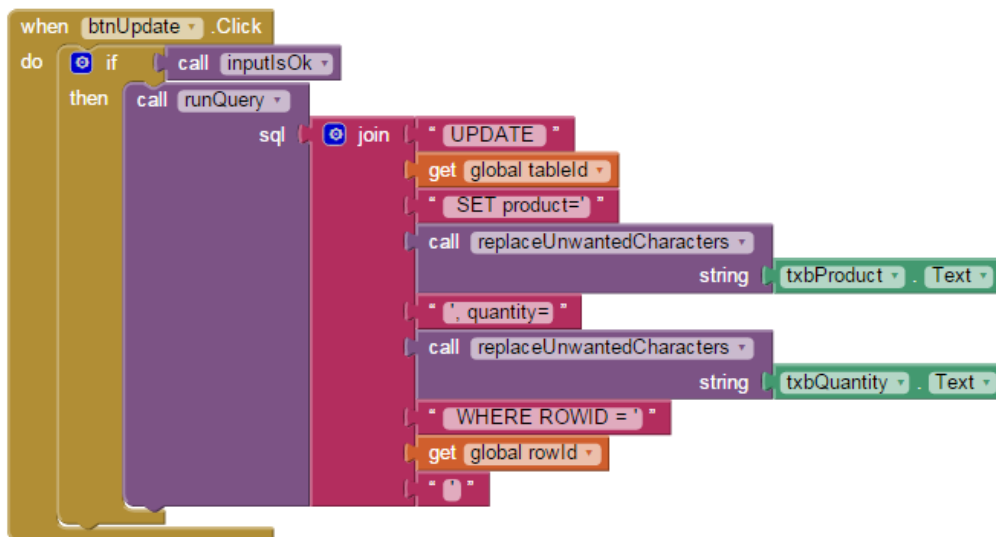 when btnUpdate .Click
do if call inputIsOk
then call runQuery
sql join " UPDATE "
get global tableId
" SET product=' "
call replaceUnwantedCharacters
string txbProduct . Text
" ', quantity= "
call replaceUnwantedCharacters
string txbQuantity . Text
" WHERE ROWID = ' "
get global rowId
" ' "